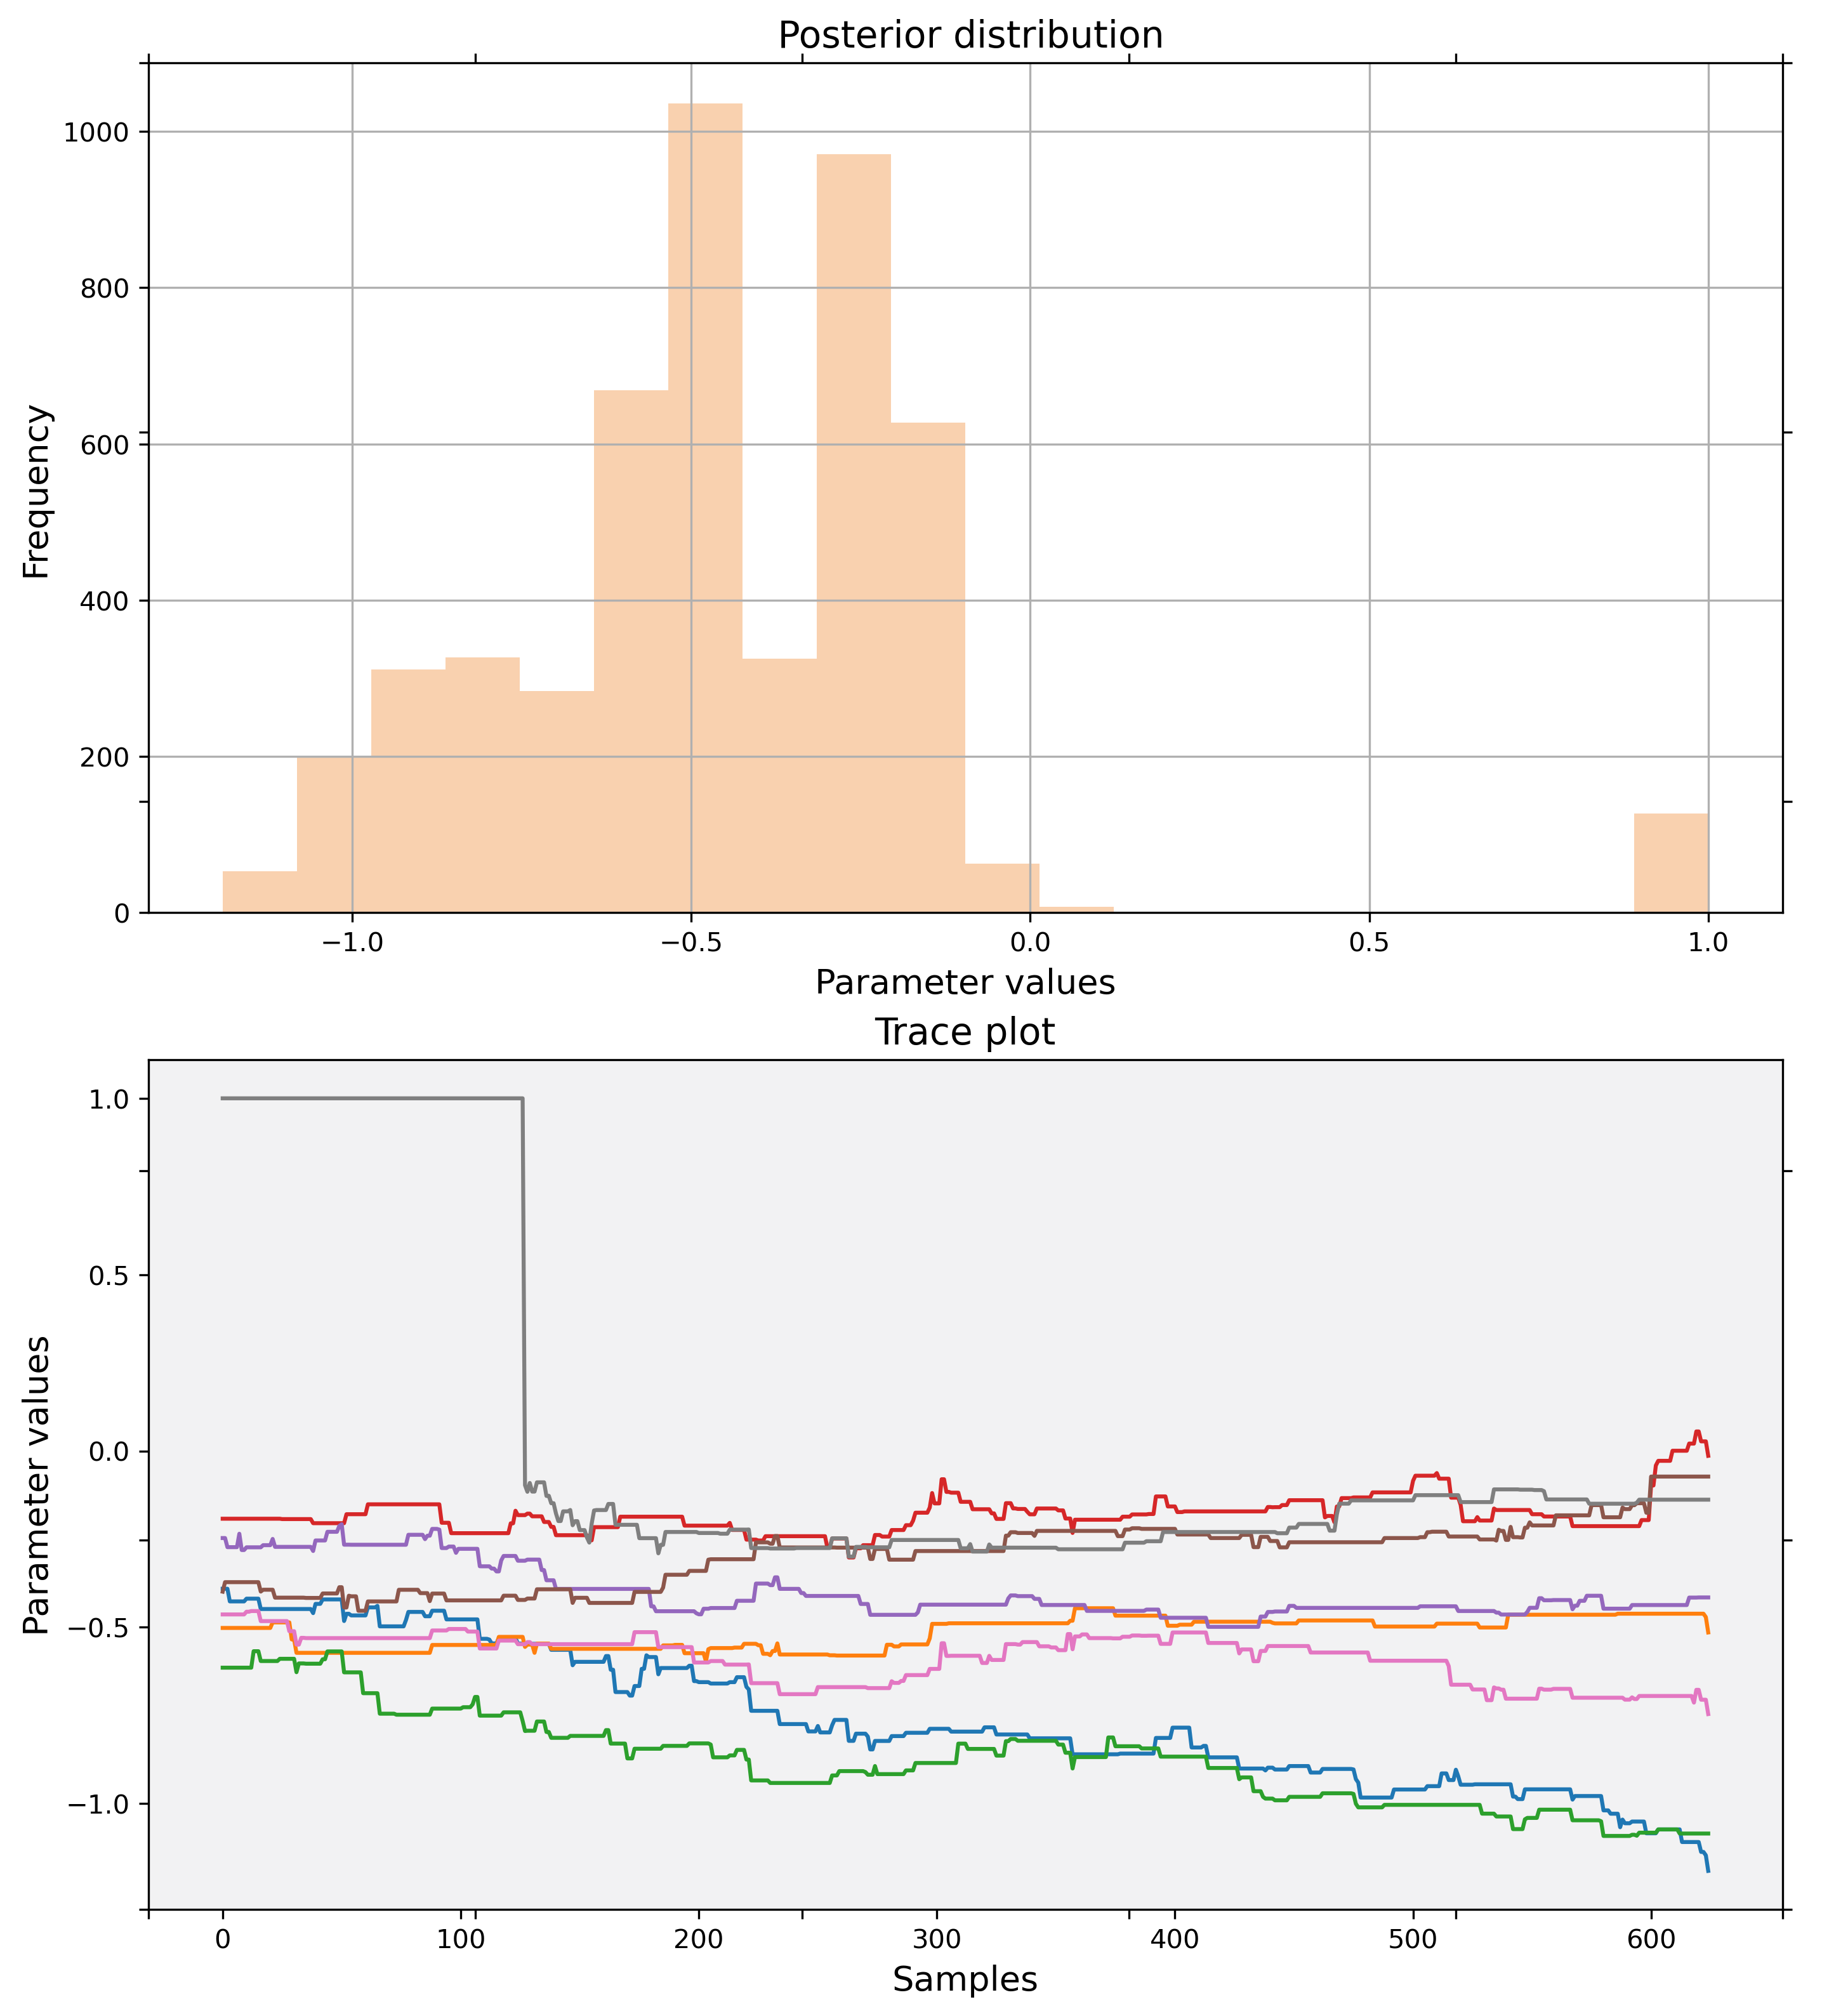 Posterior distribution
1000
800
600
400
200
0
Frequency
−1.0 −0.5 0.0 0.5 1.0
Parameter values
Trace plot
1.0
0.5
0.0
−0.5
−1.0
Parameter values
0 100 200 300 400 500 600
Samples